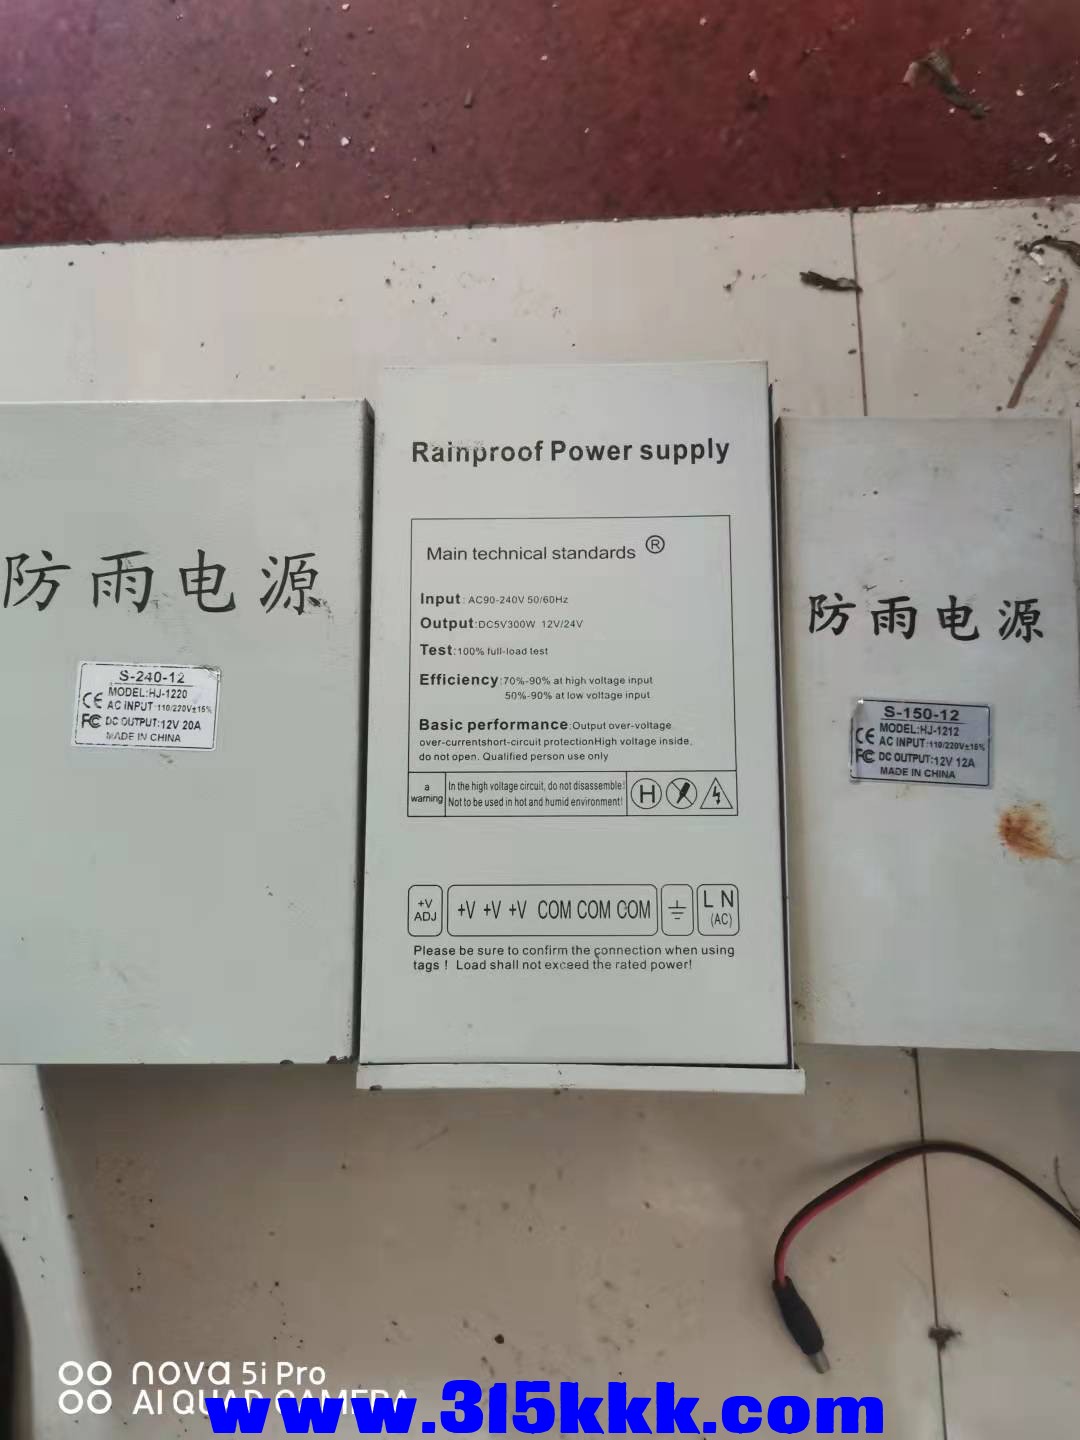 防雨电源
S-240-12
MODEL:HJ-1220
CE AC INPUT:110/220V±15%
FC DC OUTPUT:12V 20A
MADE IN CHINA
Rainproof Power supply
Main technical standards ®
Input: AC90-240V 50/60Hz
Output:DC5V300W 12V/24V
Test:100% full-load test
Efficiency:70%-90% at high voltage input
50%-90% at low voltage input
Basic performance:Output over-voltage
over-currentshort-circuit protectionHigh voltage inside,
do not open. Qualified person use only
a
warning
In the high voltage circuit, do not disassemble!
Not to be used in hot and humid environment!
H
+V
ADJ
+V +V +V COM COM COM
L N
(AC)
Please be sure to confirm the connection when using
tags ! Load shall not exceed the rated power!
防雨电源
S-150-12
MODEL:HJ-1212
CE AC INPUT:110/220V±15%
FC DC OUTPUT:12V 12A
MADE IN CHINA
nova 5i Pro
AI QUAD CAMERA
www.315kkk.com